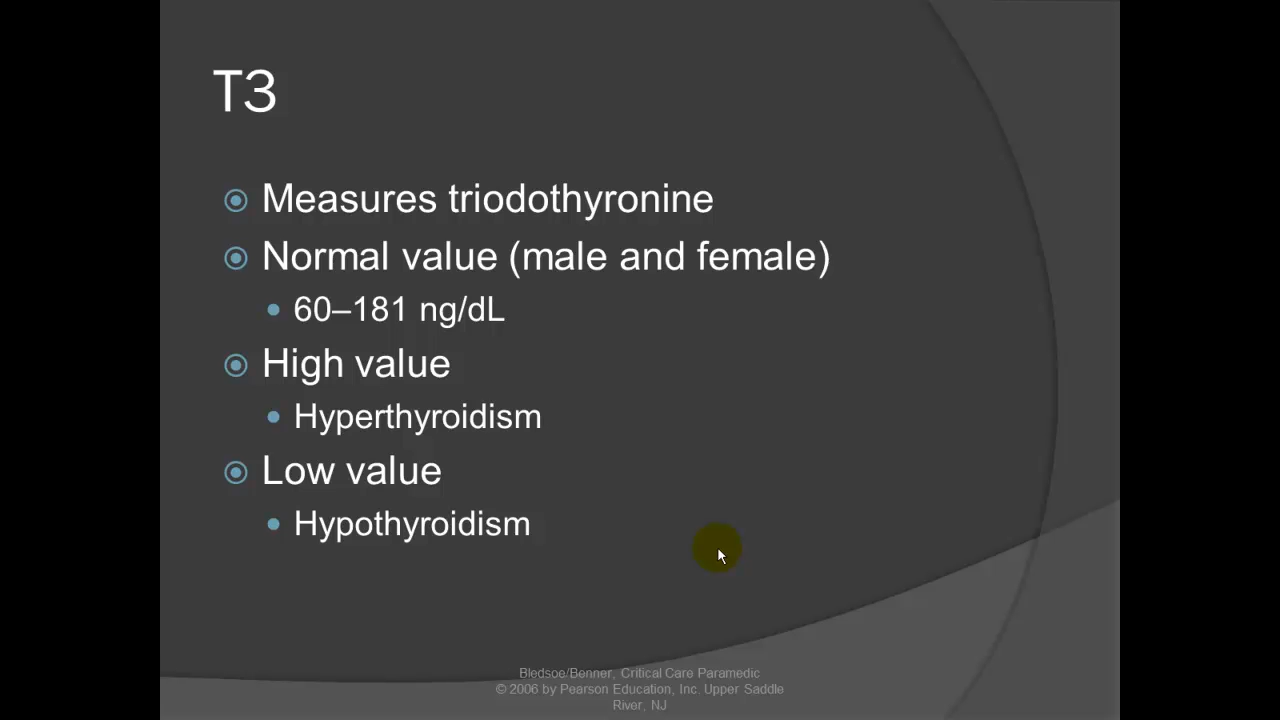 T3
Measures triodothyronine
Normal value (male and female)
60–181 ng/dL
High value
Hyperthyroidism
Low value
Hypothyroidism
Bledsoe/Benner, Critical Care Paramedic
© 2006 by Pearson Education, Inc. Upper Saddle
River, NJ